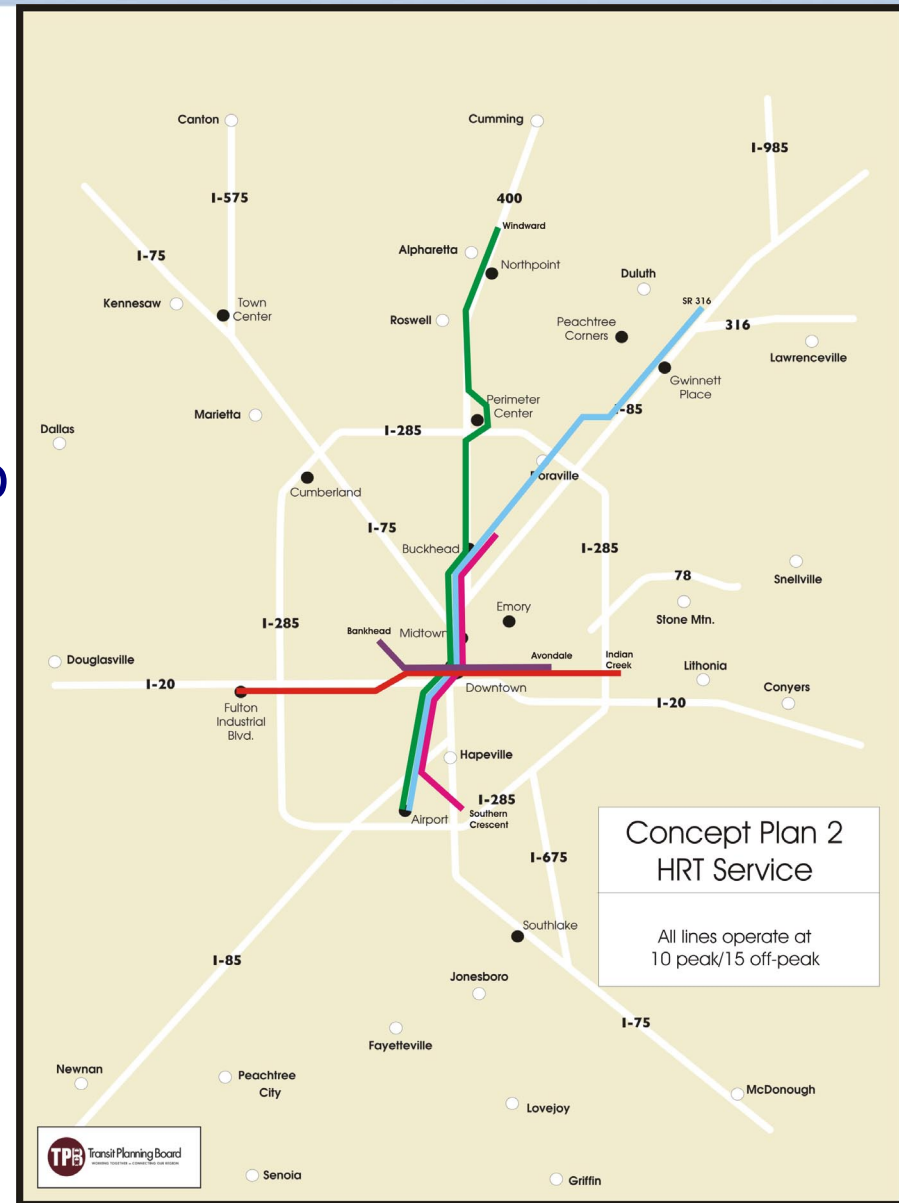 Canton
Cumming
I-985
I-575
400
Windward
I-75
Alpharetta
Northpoint
Duluth
Kennesaw
Town
Center
SR 316
Roswell
Peachtree
Corners
316
Lawrenceville
Gwinnett
Place
Perimeter
Center
I-85
Marietta
Dallas
I-285
Doraville
Cumberland
I-75
Buckhead
I-285
Snellville
78
Emory
Stone Mtn.
I-285
Bankhead
Midtown
Avondale
Indian
Creek
Douglasville
Lithonia
I-20
Downtown
Conyers
I-20
Fulton
Industrial
Blvd.
Hapeville
I-285
Southern
Crescent
Airport
Concept Plan 2
HRT Service
All lines operate at
10 peak/15 off-peak
I-675
Southlake
I-85
Jonesboro
I-75
Fayetteville
Newnan
Peachtree
City
McDonough
Lovejoy
TPB
Transit Planning Board
Senoia
Griffin